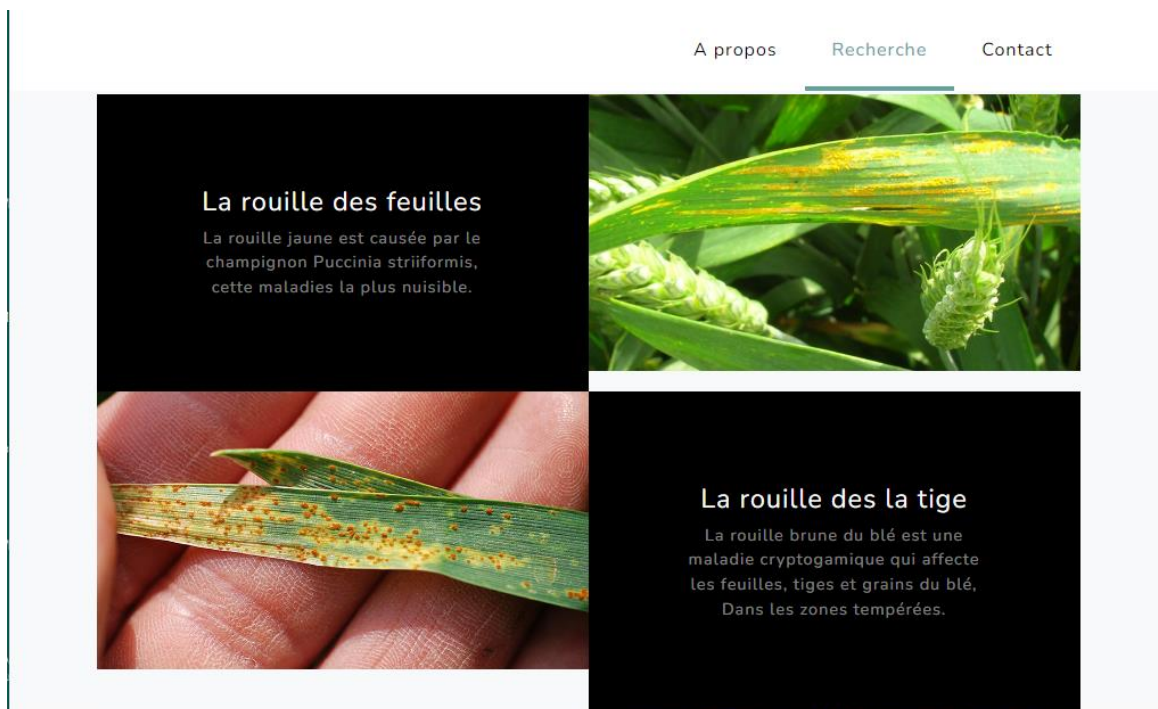 A propos Recherche Contact
La rouille des feuilles
La rouille jaune est causée par le
champignon Puccinia striiformis,
cette maladies la plus nuisible.
La rouille des la tige
La rouille brune du blé est une
maladie cryptogamique qui affecte
les feuilles, tiges et grains du blé,
Dans les zones tempérées.